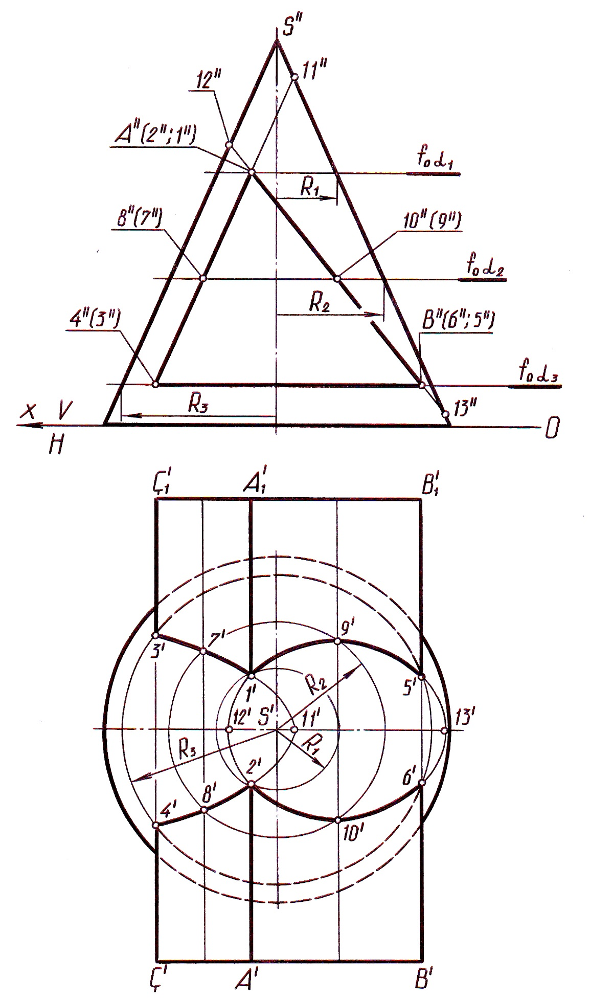 S"
11"
12"
A"(2";1")
f₀α₁
R₁
8"(7")
10"(9")
f₀α₂
R₂
4"(3")
B"(6";5")
f₀α₃
R₃
13"
X V
H
O
Ç₁' A₁' B₁'
3' 7' 9'
1' R₂ 5'
12' S' 11' 13'
R₃ R₁
2' 6'
4' 8' 10'
Ç' A' B'